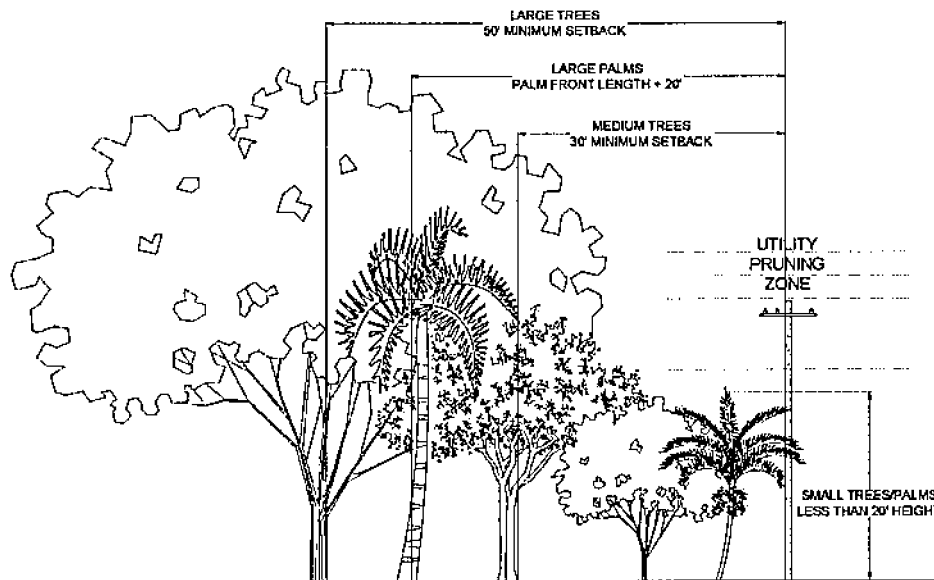 LARGE TREES
50' MINIMUM SETBACK
LARGE PALMS
PALM FRONT LENGTH + 20'
MEDIUM TREES
30' MINIMUM SETBACK
UTILITY
PRUNING
ZONE
SMALL TREES/PALMS
LESS THAN 20' HEIGHT